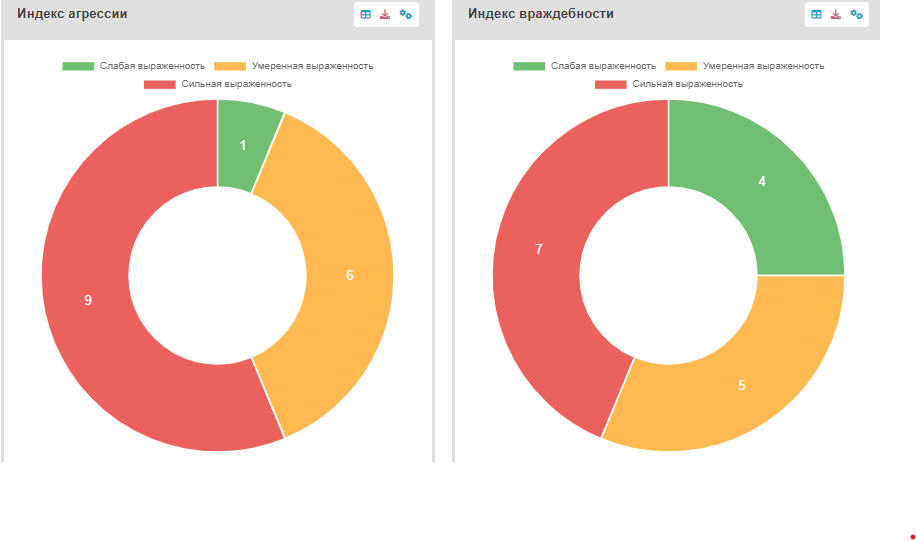 Индекс агрессии
Слабая выраженность Умеренная выраженность
Сильная выраженность
1
6
9
Индекс враждебности
Слабая выраженность Умеренная выраженность
Сильная выраженность
4
7
5